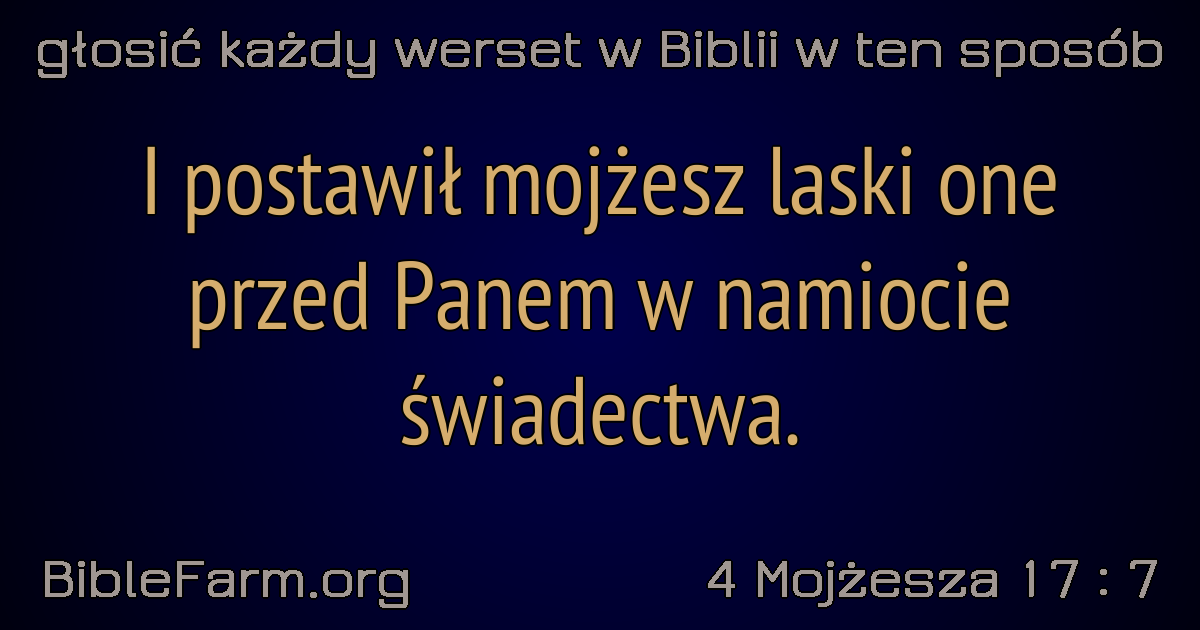 głosić każdy werset w Biblii w ten sposób
I postawił mojżesz laski one
przed Panem w namiocie
świadectwa.
BibleFarm.org
4 Mojżesza 17 : 7